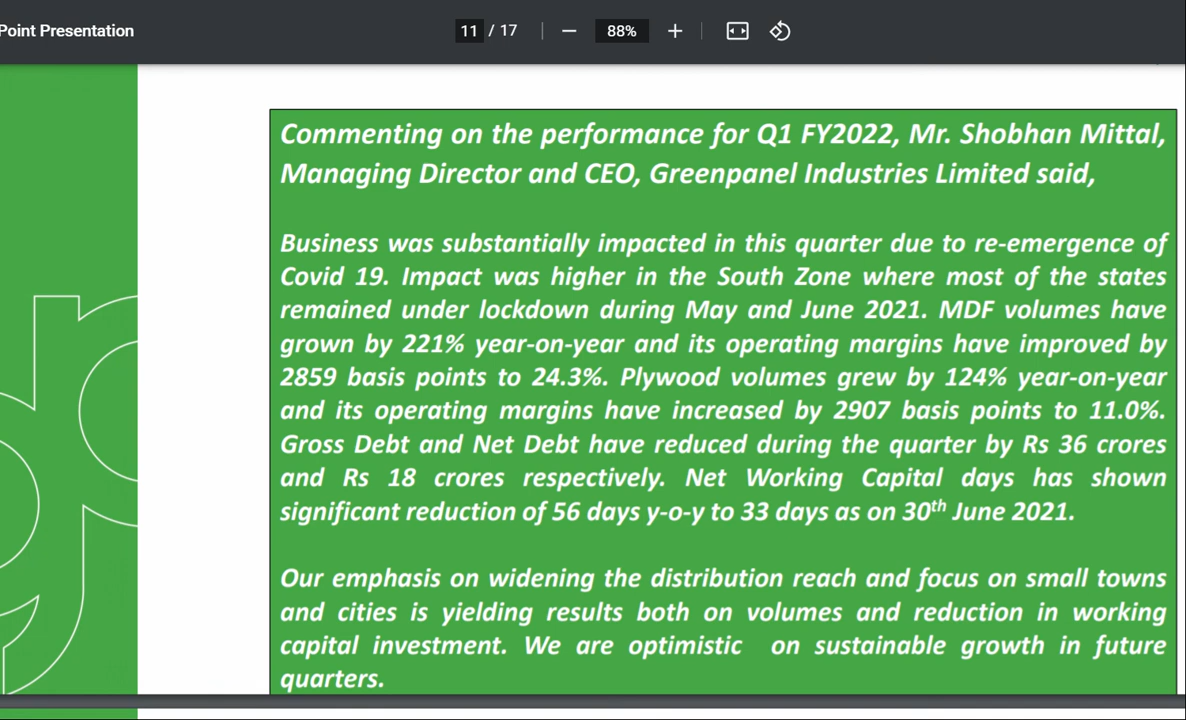 Point Presentation
11 / 17
88%
Commenting on the performance for Q1 FY2022, Mr. Shobhan Mittal,
Managing Director and CEO, Greenpanel Industries Limited said,
Business was substantially impacted in this quarter due to re-emergence of
Covid 19. Impact was higher in the South Zone where most of the states
remained under lockdown during May and June 2021. MDF volumes have
grown by 221% year-on-year and its operating margins have improved by
2859 basis points to 24.3%. Plywood volumes grew by 124% year-on-year
and its operating margins have increased by 2907 basis points to 11.0%.
Gross Debt and Net Debt have reduced during the quarter by Rs 36 crores
and Rs 18 crores respectively. Net Working Capital days has shown
significant reduction of 56 days y-o-y to 33 days as on 30th June 2021.
Our emphasis on widening the distribution reach and focus on small towns
and cities is yielding results both on volumes and reduction in working
capital investment. We are optimistic on sustainable growth in future
quarters.